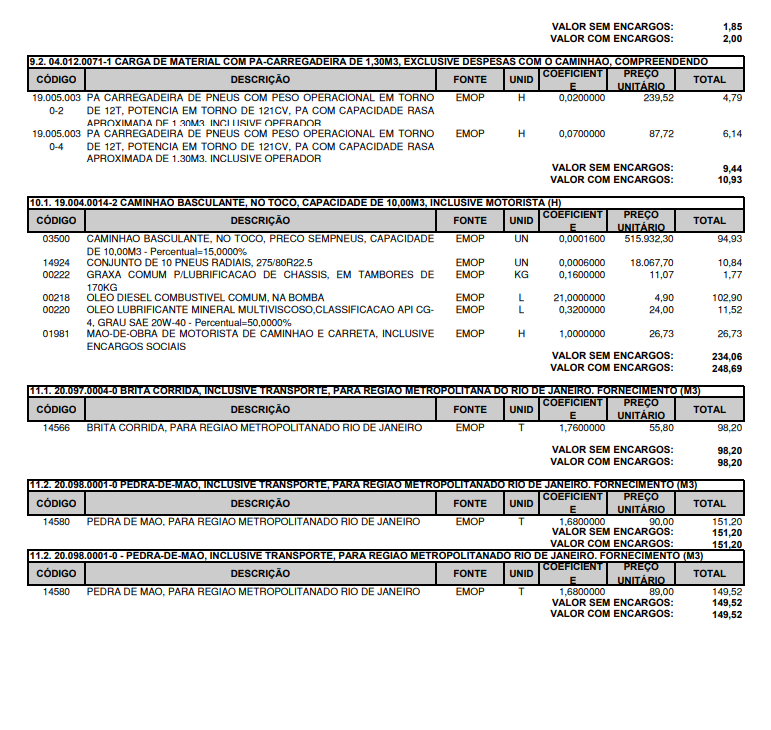 VALOR SEM ENCARGOS: 1,85
VALOR COM ENCARGOS: 2,00
9.2. 04.012.0071-1 CARGA DE MATERIAL COM PA-CARREGADEIRA DE 1,30M3, EXCLUSIVE DESPESAS COM O CAMINHAO, COMPREENDENDO
CÓDIGO DESCRIÇÃO FONTE UNID COEFICIENT E PREÇO UNITÁRIO TOTAL
19.005.003 PA CARREGADEIRA DE PNEUS COM PESO OPERACIONAL EM TORNO EMOP H 0,0200000 239,52 4,79
0-2 DE 12T, POTENCIA EM TORNO DE 121CV, PA COM CAPACIDADE RASA
APROXIMADA DE 1.30M3. INCLUSIVE OPERADOR
19.005.003 PA CARREGADEIRA DE PNEUS COM PESO OPERACIONAL EM TORNO EMOP H 0,0700000 87,72 6,14
0-4 DE 12T, POTENCIA EM TORNO DE 121CV, PA COM CAPACIDADE RASA
APROXIMADA DE 1.30M3. INCLUSIVE OPERADOR
VALOR SEM ENCARGOS: 9,44
VALOR COM ENCARGOS: 10,93
10.1. 19.004.0014-2 CAMINHAO BASCULANTE, NO TOCO, CAPACIDADE DE 10,00M3, INCLUSIVE MOTORISTA (H)
CÓDIGO DESCRIÇÃO FONTE UNID COEFICIENT E PREÇO UNITÁRIO TOTAL
03500 CAMINHAO BASCULANTE, NO TOCO, PRECO SEMPNEUS, CAPACIDADE EMOP UN 0,0001600 515.932,30 94,93
DE 10,00M3 - Percentual=15,0000%
14924 CONJUNTO DE 10 PNEUS RADIAIS, 275/80R22.5 EMOP UN 0,0006000 18.067,70 10,84
00222 GRAXA COMUM P/LUBRIFICACAO DE CHASSIS, EM TAMBORES DE EMOP KG 0,1600000 11,07 1,77
170KG
00218 OLEO DIESEL COMBUSTIVEL COMUM, NA BOMBA EMOP L 21,0000000 4,90 102,90
00220 OLEO LUBRIFICANTE MINERAL MULTIVISCOSO,CLASSIFICACAO API CG- EMOP L 0,3200000 24,00 11,52
4, GRAU SAE 20W-40 - Percentual=50,0000%
01981 MAO-DE-OBRA DE MOTORISTA DE CAMINHAO E CARRETA, INCLUSIVE EMOP H 1,0000000 26,73 26,73
ENCARGOS SOCIAIS
VALOR SEM ENCARGOS: 234,06
VALOR COM ENCARGOS: 248,69
11.1. 20.097.0004-0 BRITA CORRIDA, INCLUSIVE TRANSPORTE, PARA REGIAO METROPOLITANA DO RIO DE JANEIRO. FORNECIMENTO (M3)
CÓDIGO DESCRIÇÃO FONTE UNID COEFICIENT E PREÇO UNITÁRIO TOTAL
14566 BRITA CORRIDA, PARA REGIAO METROPOLITANADO RIO DE JANEIRO EMOP T 1,7600000 55,80 98,20
VALOR SEM ENCARGOS: 98,20
VALOR COM ENCARGOS: 98,20
11.2. 20.098.0001-0 PEDRA-DE-MAO, INCLUSIVE TRANSPORTE, PARA REGIAO METROPOLITANADO RIO DE JANEIRO. FORNECIMENTO (M3)
CÓDIGO DESCRIÇÃO FONTE UNID COEFICIENT E PREÇO UNITÁRIO TOTAL
14580 PEDRA DE MAO, PARA REGIAO METROPOLITANADO RIO DE JANEIRO EMOP T 1,6800000 90,00 151,20
VALOR SEM ENCARGOS: 151,20
VALOR COM ENCARGOS: 151,20
11.2. 20.098.0001-0 - PEDRA-DE-MAO, INCLUSIVE TRANSPORTE, PARA REGIAO METROPOLITANADO RIO DE JANEIRO. FORNECIMENTO (M3)
CÓDIGO DESCRIÇÃO FONTE UNID COEFICIENT E PREÇO UNITÁRIO TOTAL
14580 PEDRA DE MAO, PARA REGIAO METROPOLITANADO RIO DE JANEIRO EMOP T 1,6800000 89,00 149,52
VALOR SEM ENCARGOS: 149,52
VALOR COM ENCARGOS: 149,52